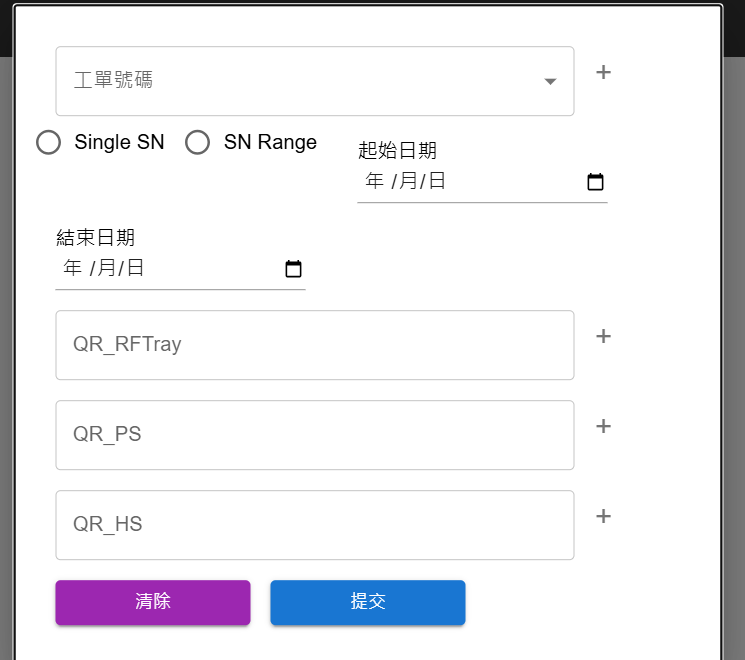 工單號碼
+
Single SN
SN Range
起始日期
年 /月/日
結束日期
年 /月/日
QR_RFTray
+
QR_PS
+
QR_HS
+
清除
提交